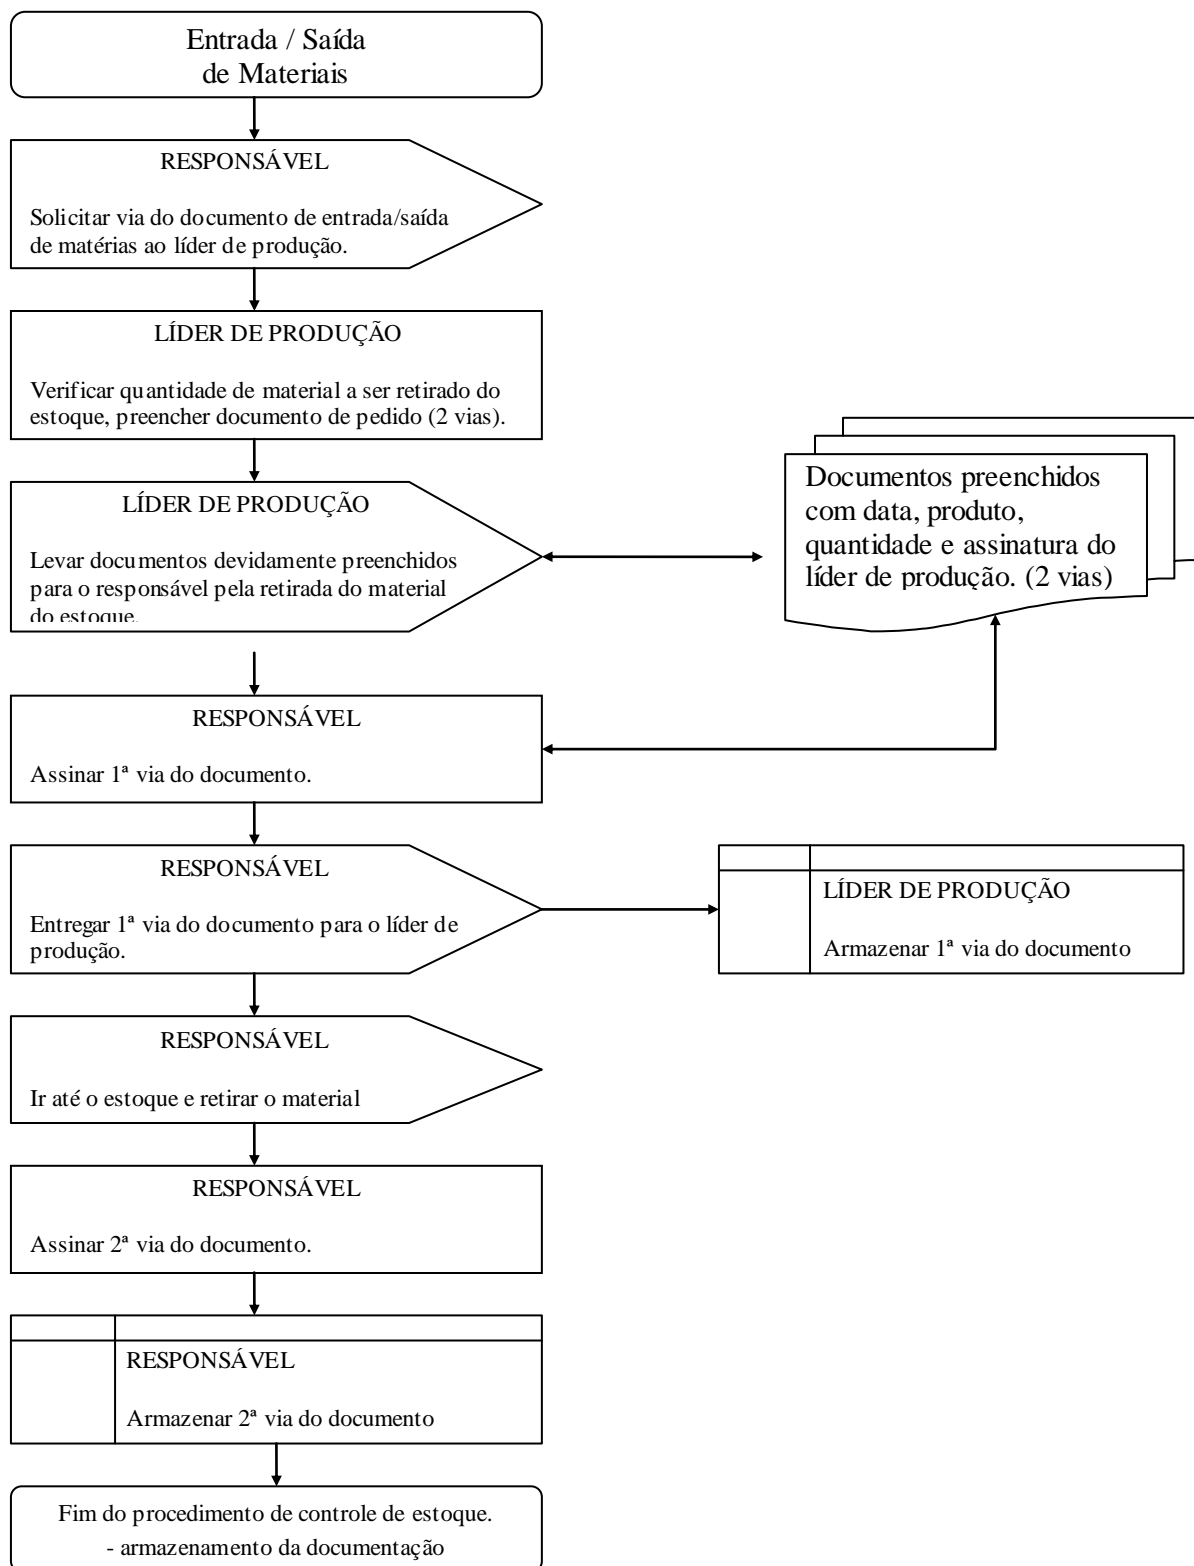 Entrada / Saída
de Materiais
RESPONSÁVEL
Solicitar via do documento de entrada/saída
de matérias ao líder de produção.
LÍDER DE PRODUÇÃO
Verificar quantidade de material a ser retirado do
estoque, preencher documento de pedido (2 vias).
LÍDER DE PRODUÇÃO
Levar documentos devidamente preenchidos
para o responsável pela retirada do material
do estoque.
Documentos preenchidos
com data, produto,
quantidade e assinatura do
líder de produção. (2 vias)
RESPONSÁVEL
Assinar 1ª via do documento.
RESPONSÁVEL
Entregar 1ª via do documento para o líder de
produção.
LÍDER DE PRODUÇÃO
Armazenar 1ª via do documento
RESPONSÁVEL
Ir até o estoque e retirar o material
RESPONSÁVEL
Assinar 2ª via do documento.
RESPONSÁVEL
Armazenar 2ª via do documento
Fim do procedimento de controle de estoque.
- armazenamento da documentação